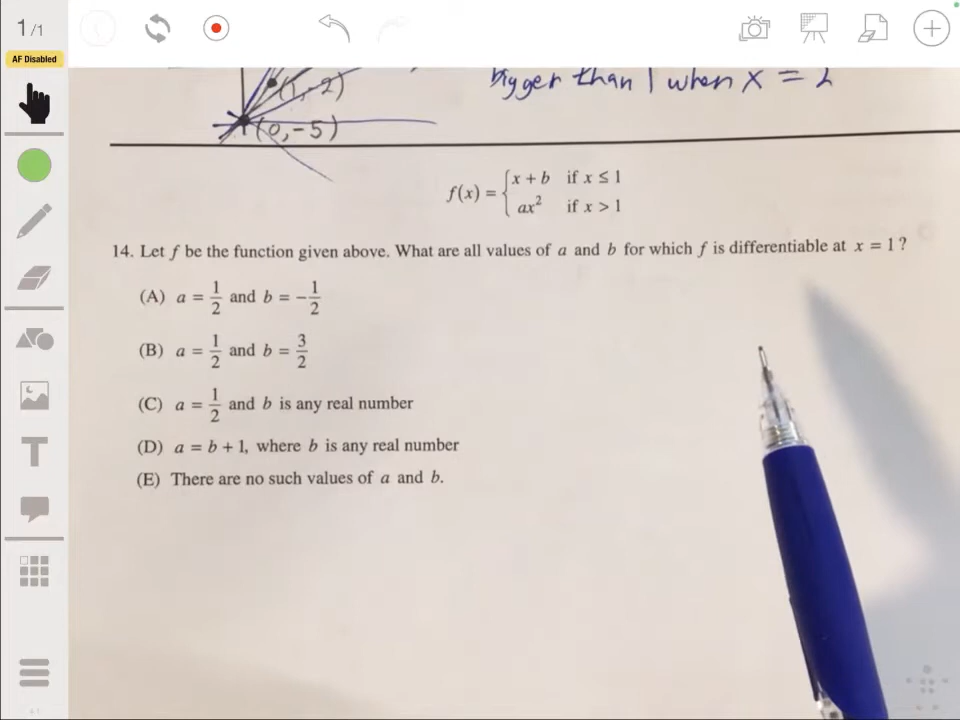 1/1
AF Disabled
(1,-2)
bigger than 1 when x = 2
(0,-5)
f(x) = { x + b if x ≤ 1
ax² if x > 1
14. Let f be the function given above. What are all values of a and b for which f is differentiable at x = 1?
(A) a = 1/2 and b = -1/2
(B) a = 1/2 and b = 3/2
(C) a = 1/2 and b is any real number
(D) a = b + 1, where b is any real number
(E) There are no such values of a and b.
T